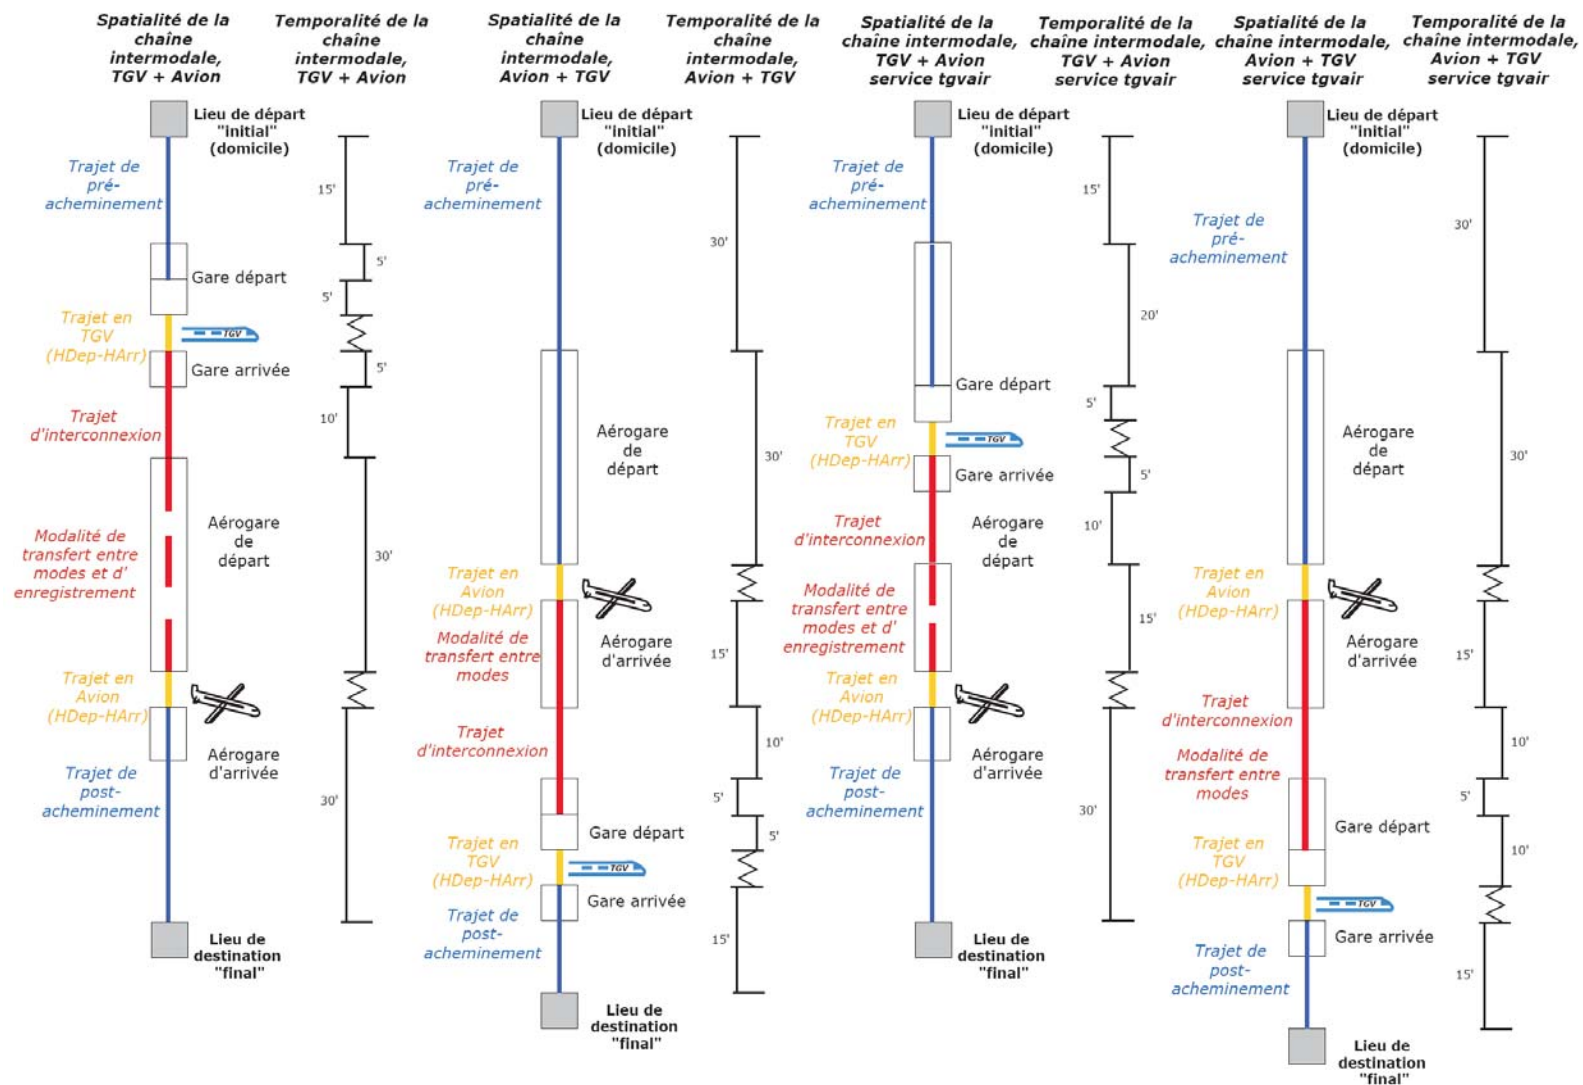 Spatialité de la
chaîne
intermodale,
TGV + Avion
Temporalité de la
chaîne
intermodale,
TGV + Avion
Lieu de départ
"initial"
(domicile)
Trajet de
pré-
acheminement
15'
5'
Gare départ
5'
Trajet en
TGV
(HDep-HArr)
TGV
Gare arrivée
5'
10'
Trajet
d'interconnexion
Aérogare
de
départ
Modalité de
transfert entre
modes et d'
enregistrement
30'
Trajet en
Avion
(HDep-HArr)
Aérogare
d'arrivée
Trajet de
post-
acheminement
30'
Lieu de
destination
"final"
Spatialité de la
chaîne
intermodale,
Avion + TGV
Temporalité de la
chaîne
intermodale,
Avion + TGV
Lieu de départ
"initial"
(domicile)
Trajet de
pré-
acheminement
30'
Aérogare
de
départ
30'
Trajet en
Avion
(HDep-HArr)
Modalité de
transfert entre
modes
Aérogare
d'arrivée
15'
Trajet
d'interconnexion
10'
5'
Gare départ
5'
Trajet en
TGV
(HDep-HArr)
TGV
Gare arrivée
Trajet de
post-
acheminement
15'
Lieu de
destination
"final"
Spatialité de la
chaîne intermodale,
TGV + Avion
service tgvair
Temporalité de la
chaîne intermodale,
TGV + Avion
service tgvair
Lieu de départ
"initial"
(domicile)
Trajet de
pré-
acheminement
15'
20'
Gare départ
5'
Trajet en
TGV
(HDep-HArr)
TGV
Gare arrivée
5'
Trajet
d'interconnexion
Aérogare
de
départ
10'
Modalité de
transfert entre
modes et d'
enregistrement
15'
Trajet en
Avion
(HDep-HArr)
Aérogare
d'arrivée
Trajet de
post-
acheminement
30'
Lieu de
destination
"final"
Spatialité de la
chaîne intermodale,
Avion + TGV
service tgvair
Temporalité de la
chaîne intermodale,
Avion + TGV
service tgvair
Lieu de départ
"initial"
(domicile)
Trajet de
pré-
acheminement
30'
Aérogare
de
départ
30'
Trajet en
Avion
(HDep-HArr)
Aérogare
d'arrivée
15'
Trajet
d'interconnexion
10'
Modalité de
transfert entre
modes
5'
Gare départ
10'
Trajet en
TGV
(HDep-HArr)
TGV
Gare arrivée
Trajet de
post-
acheminement
15'
Lieu de
destination
"final"